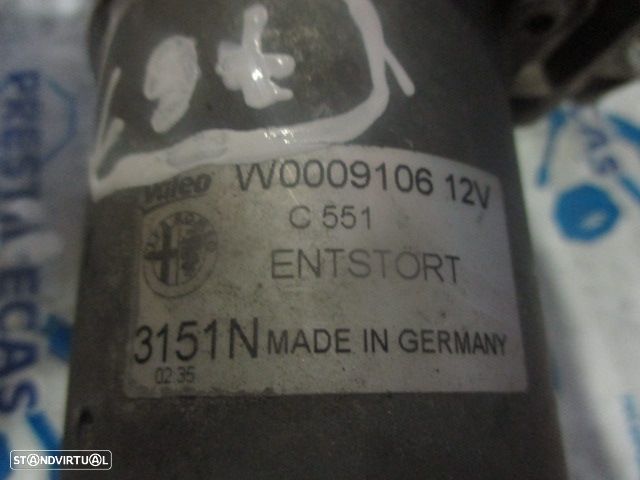 Valeo W0009106 12V
C 551
ENTSTÖRT
3151N MADE IN GERMANY
02 35
STANDVIRTUAL